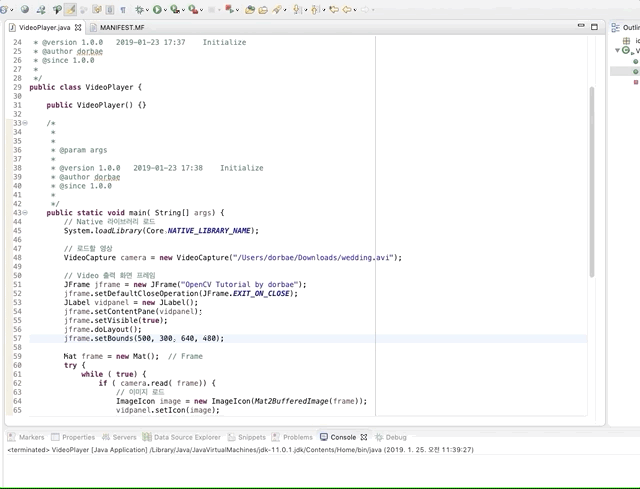 VideoPlayer.java MANIFEST.MF
24 * @version 1.0.0 2019-01-23 17:37 Initialize
25 * @author dorbae
26 * @since 1.0.0
27 *
28 */
29 public class VideoPlayer {
30
31 public VideoPlayer() {}
32
33 /*
34 *
35 *
36 * @param args
37 *
38 * @version 1.0.0 2019-01-23 17:38 Initialize
39 * @author dorbae
40 * @since 1.0.0
41 *
42 */
43 public static void main( String[] args) {
44 // Native 라이브러리 로드
45 System.loadLibrary(Core.NATIVE_LIBRARY_NAME);
46
47 // 로드할 영상
48 VideoCapture camera = new VideoCapture("/Users/dorbae/Downloads/wedding.avi");
49
50 // Video 출력 화면 프레임
51 JFrame jframe = new JFrame("OpenCV Tutorial by dorbae");
52 jframe.setDefaultCloseOperation(JFrame.EXIT_ON_CLOSE);
53 JLabel vidpanel = new JLabel();
54 jframe.setContentPane(vidpanel);
55 jframe.setVisible(true);
56 jframe.doLayout();
57 jframe.setBounds(500, 300, 640, 480);
58
59 Mat frame = new Mat(); // Frame
60 try {
61 while ( true) {
62 if ( camera.read( frame)) {
63 // 이미지 로드
64 ImageIcon image = new ImageIcon(Mat2BufferedImage(frame));
65 vidpanel.setIcon(image);
Outlin
Markers Properties Servers Data Source Explorer Snippets Problems Console Debug
<terminated> VideoPlayer [Java Application] /Library/Java/JavaVirtualMachines/jdk-11.0.1.jdk/Contents/Home/bin/java (2019. 1. 25. 오전 11:39:27)